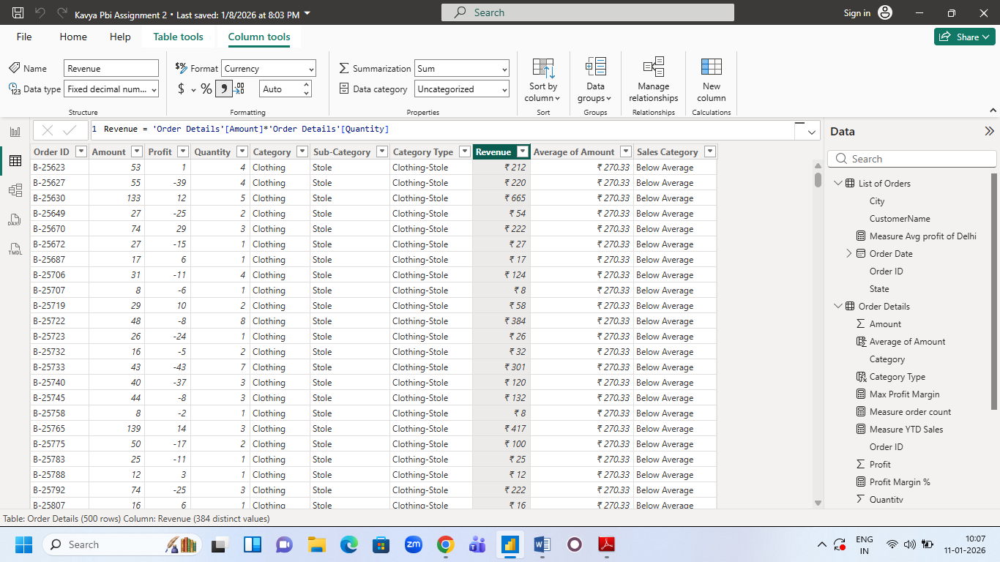 Kavya Pbi Assignment 2 • Last saved: 1/8/2026 at 8:03 PM
Search
Sign in
File Home Help Table tools Column tools
Share
Name Revenue
Data type Fixed decimal num...
Structure
Format Currency
$ % , .00 Auto
Formatting
Summarization Sum
Data category Uncategorized
Properties
Sort by column
Sort
Data groups
Groups
Manage relationships
Relationships
New column
Calculations
1 Revenue = 'Order Details'[Amount]*'Order Details'[Quantity]
Order ID Amount Profit Quantity Category Sub-Category Category Type Revenue Average of Amount Sales Category
B-25623 53 1 4 Clothing Stole Clothing-Stole ₹ 212 ₹ 270.33 Below Average
B-25627 55 -39 4 Clothing Stole Clothing-Stole ₹ 220 ₹ 270.33 Below Average
B-25630 133 12 5 Clothing Stole Clothing-Stole ₹ 665 ₹ 270.33 Below Average
B-25649 27 -25 2 Clothing Stole Clothing-Stole ₹ 54 ₹ 270.33 Below Average
B-25670 74 29 3 Clothing Stole Clothing-Stole ₹ 222 ₹ 270.33 Below Average
B-25672 27 -15 1 Clothing Stole Clothing-Stole ₹ 27 ₹ 270.33 Below Average
B-25687 17 6 1 Clothing Stole Clothing-Stole ₹ 17 ₹ 270.33 Below Average
B-25706 31 -11 4 Clothing Stole Clothing-Stole ₹ 124 ₹ 270.33 Below Average
B-25707 8 -6 1 Clothing Stole Clothing-Stole ₹ 8 ₹ 270.33 Below Average
B-25719 29 10 2 Clothing Stole Clothing-Stole ₹ 58 ₹ 270.33 Below Average
B-25722 48 -8 8 Clothing Stole Clothing-Stole ₹ 384 ₹ 270.33 Below Average
B-25723 26 -24 1 Clothing Stole Clothing-Stole ₹ 26 ₹ 270.33 Below Average
B-25732 16 -5 2 Clothing Stole Clothing-Stole ₹ 32 ₹ 270.33 Below Average
B-25733 43 -43 7 Clothing Stole Clothing-Stole ₹ 301 ₹ 270.33 Below Average
B-25740 40 -37 3 Clothing Stole Clothing-Stole ₹ 120 ₹ 270.33 Below Average
B-25745 44 -8 3 Clothing Stole Clothing-Stole ₹ 132 ₹ 270.33 Below Average
B-25758 8 -2 1 Clothing Stole Clothing-Stole ₹ 8 ₹ 270.33 Below Average
B-25765 139 14 3 Clothing Stole Clothing-Stole ₹ 417 ₹ 270.33 Below Average
B-25775 50 -17 2 Clothing Stole Clothing-Stole ₹ 100 ₹ 270.33 Below Average
B-25783 25 -11 1 Clothing Stole Clothing-Stole ₹ 25 ₹ 270.33 Below Average
B-25788 12 3 1 Clothing Stole Clothing-Stole ₹ 12 ₹ 270.33 Below Average
B-25792 74 -25 3 Clothing Stole Clothing-Stole ₹ 222 ₹ 270.33 Below Average
B-25807 16 6 1 Clothing Stole Clothing-Stole ₹ 16 ₹ 270.33 Below Average
DAX
TMDL
Data
Search
List of Orders
City
CustomerName
Measure Avg profit of Delhi
Order Date
Order ID
State
Order Details
Amount
Average of Amount
Category
Category Type
Max Profit Margin
Measure order count
Measure YTD Sales
Order ID
Profit
Profit Margin %
Quantity
Table: Order Details (500 rows) Column: Revenue (384 distinct values)
Search
zm
ENG
IN
10:07
11-01-2026